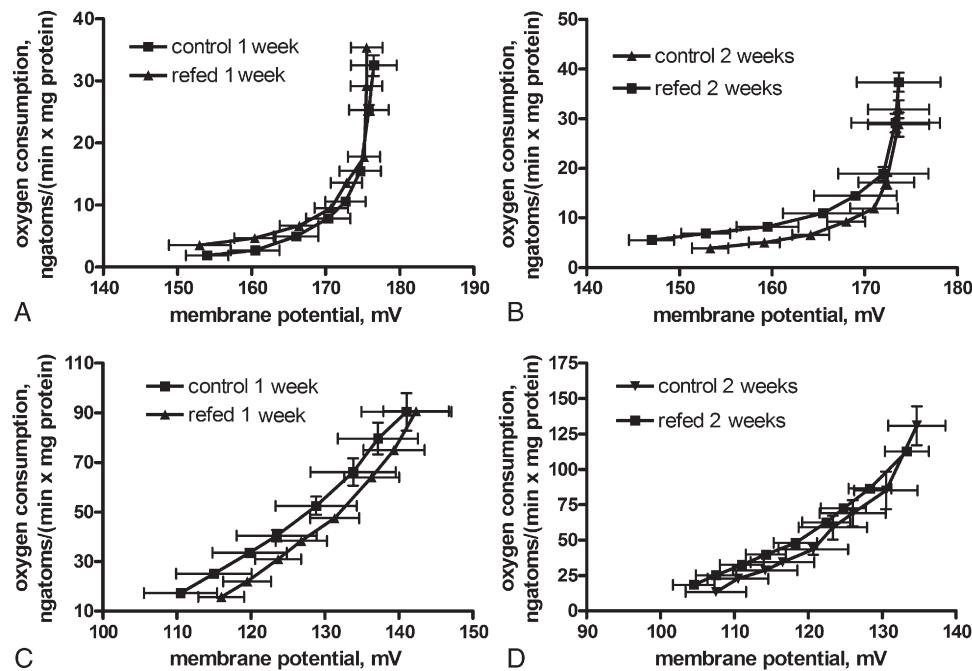 oxygen consumption,
ngatoms/(min x mg protein)
40
30
20
10
0
control 1 week
refed 1 week
140 150 160 170 180 190
A
membrane potential, mV
oxygen consumption,
ngatoms/(min x mg protein)
50
40
30
20
10
0
control 2 weeks
refed 2 weeks
140 150 160 170 180
B
membrane potential, mV
oxygen consumption,
ngatoms/(min x mg protein)
110
90
70
50
30
10
control 1 week
refed 1 week
100 110 120 130 140 150
C
membrane potential, mV
oxygen consumption,
ngatoms/(min x mg protein)
175
150
125
100
75
50
25
0
control 2 weeks
refed 2 weeks
90 100 110 120 130 140
D
membrane potential, mV